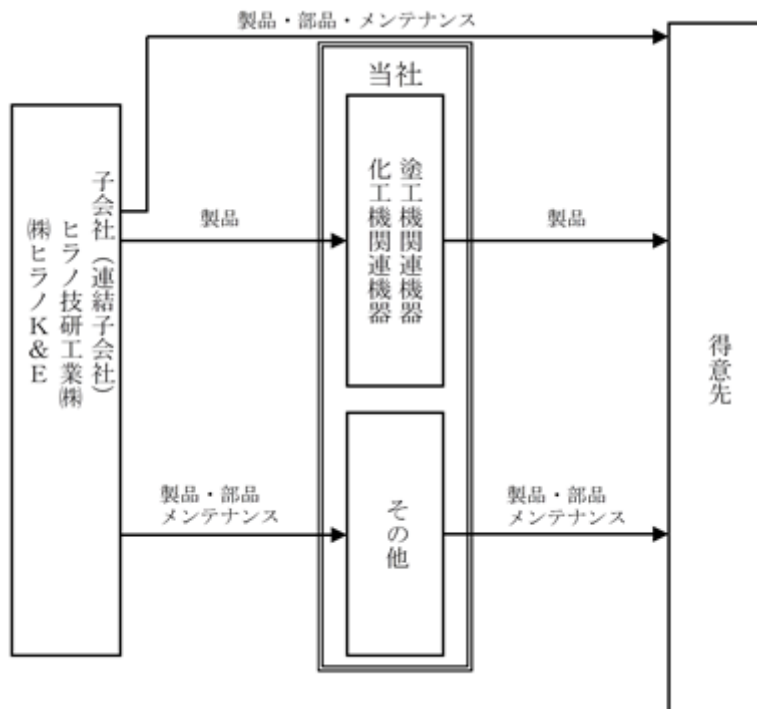 製品・部品・メンテナンス
当社
子会社（連結子会社）
ヒラノ技研工業㈱
㈱ヒラノK&E
製品
塗工機関連機器
化工機関連機器
製品
得意先
製品・部品
メンテナンス
その他
製品・部品
メンテナンス